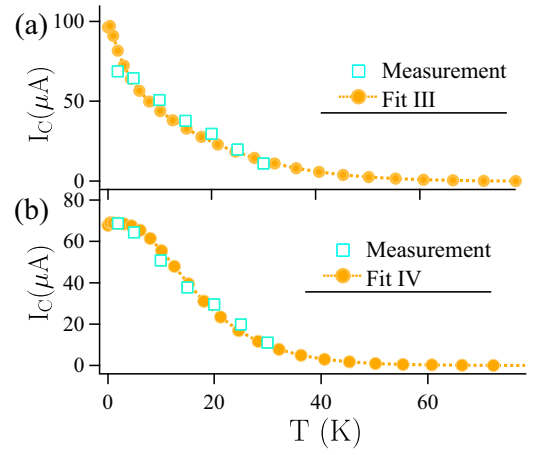 (a)
100
50
0
I_C(μA)
Measurement
Fit III
(b)
80
60
40
20
0
I_C(μA)
Measurement
Fit IV
0 20 40 60
T (K)